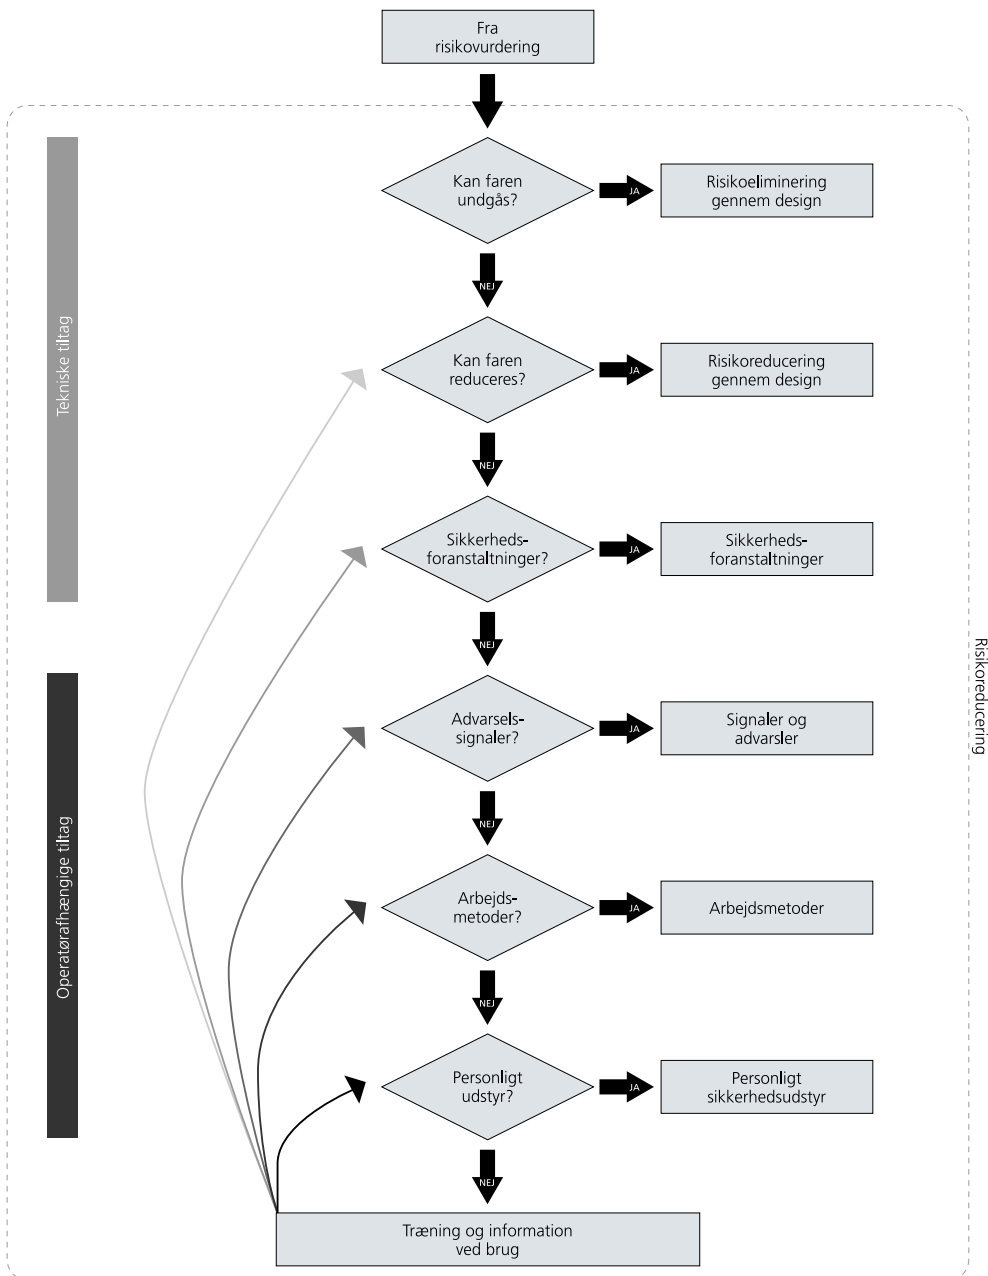 Fra
risikovurdering
Kan faren
undgås?
JA
Risikoeliminering
gennem design
NEJ
Kan faren
reduceres?
JA
Risikoreducering
gennem design
NEJ
Tekniske tiltag
Sikkerheds-
foranstaltninger?
JA
Sikkerheds-
foranstaltninger
NEJ
Risikoreducering
Advarsels-
signaler?
JA
Signaler og
advarsler
NEJ
Operatørafhængige tiltag
Arbejds-
metoder?
JA
Arbejdsmetoder
NEJ
Personligt
udstyr?
JA
Personligt
sikkerhedsudstyr
NEJ
Træning og information
ved brug